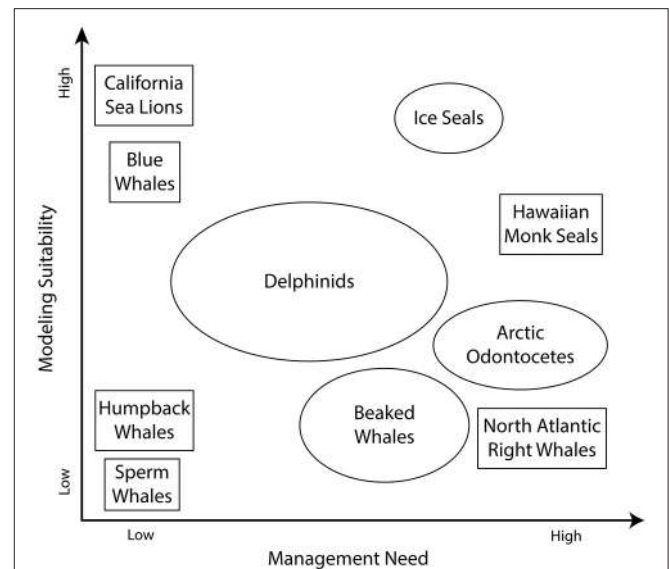 High
California
Sea Lions
Ice Seals
Blue
Whales
Hawaiian
Monk Seals
Modeling Suitability
Delphinids
Arctic
Odontocetes
Humpback
Whales
Beaked
Whales
North Atlantic
Right Whales
Sperm
Whales
Low
Low
High
Management Need